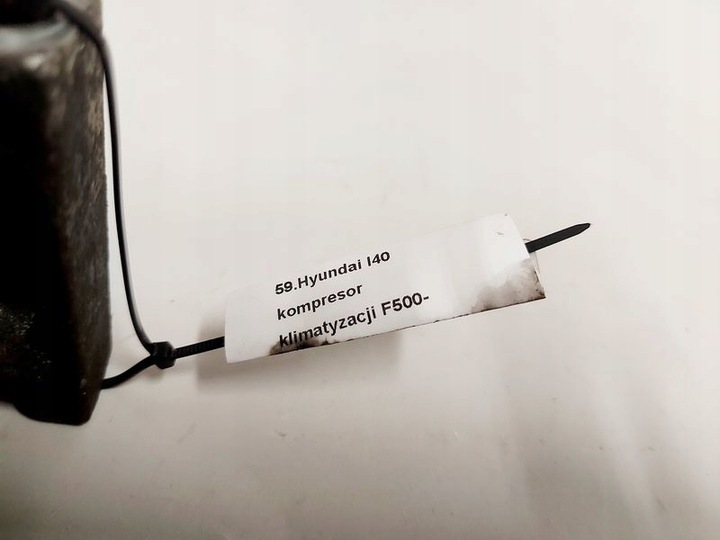 59.Hyundai I40
kompresor
klimatyzacji F500-